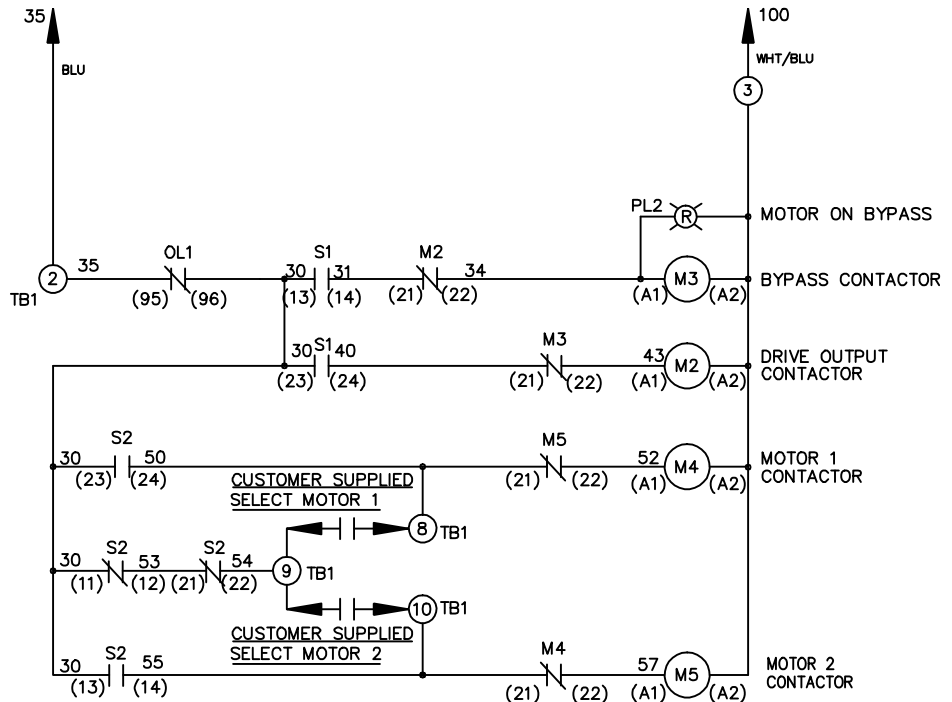 35
100
BLU
WHT/BLU
3
PL2 R MOTOR ON BYPASS
2 35 OL1 30 S1 31 M2 34 M3 BYPASS CONTACTOR
TB1 (95) (96) (13) (14) (21) (22) (A1) (A2)
30 S1 40 M3 43 M2 DRIVE OUTPUT
CONTACTOR
(23) (24) (21) (22) (A1) (A2)
30 S2 50 M5 52 M4 MOTOR 1
CONTACTOR
(23) (24) (21) (22) (A1) (A2)
CUSTOMER SUPPLIED
SELECT MOTOR 1
8 TB1
30 S2 53 S2 54 9 TB1
(11) (12) (21) (22)
10 TB1
CUSTOMER SUPPLIED
SELECT MOTOR 2
30 S2 55 M4 57 M5 MOTOR 2
CONTACTOR
(13) (14) (21) (22) (A1) (A2)